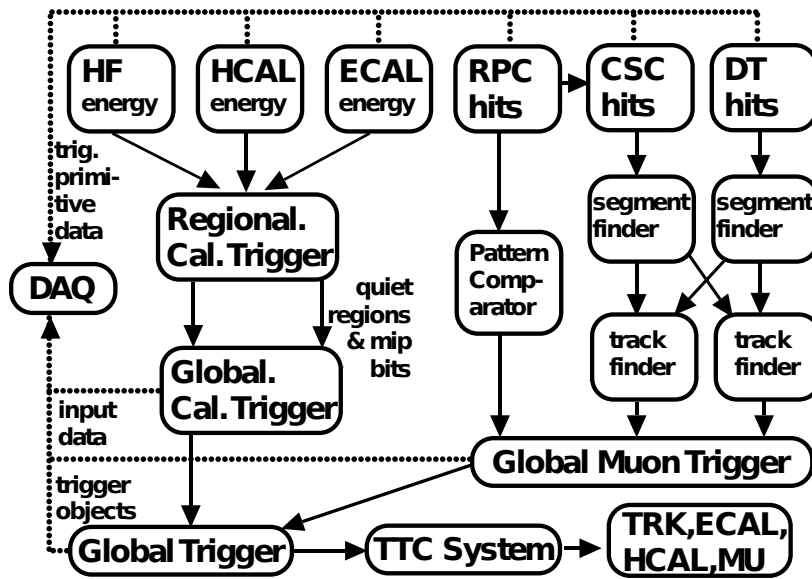 HF
energy
HCAL
energy
ECAL
energy
RPC
hits
CSC
hits
DT
hits
trig.
primi-
tive
data
Regional.
Cal. Trigger
segment
finder
segment
finder
Pattern
Comp-
arator
DAQ
quiet
regions
& mip
bits
track
finder
track
finder
Global.
Cal. Trigger
input
data
Global Muon Trigger
trigger
objects
Global Trigger
TTC System
TRK,ECAL,
HCAL,MU